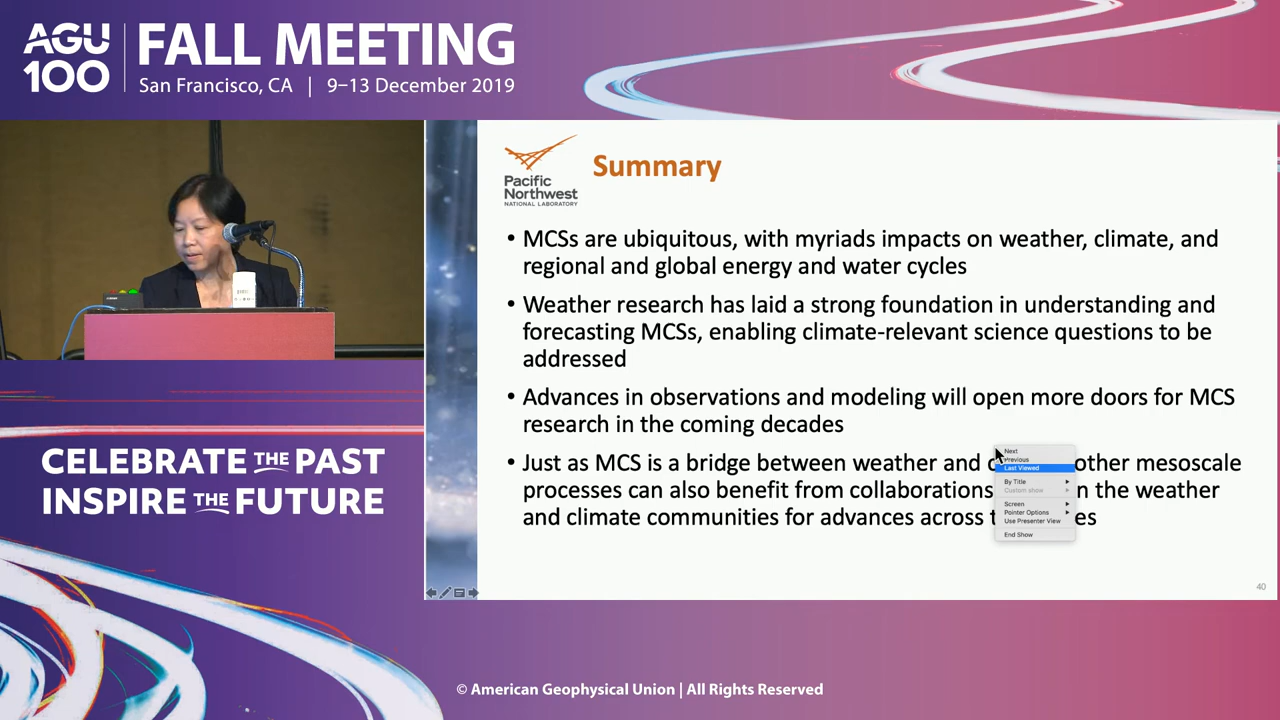 AGU
100
FALL MEETING
San Francisco, CA | 9–13 December 2019
Pacific
Northwest
NATIONAL LABORATORY
Summary
• MCSs are ubiquitous, with myriads impacts on weather, climate, and
regional and global energy and water cycles
• Weather research has laid a strong foundation in understanding and
forecasting MCSs, enabling climate-relevant science questions to be
addressed
• Advances in observations and modeling will open more doors for MCS
research in the coming decades
• Just as MCS is a bridge between weather and other mesoscale
processes can also benefit from collaborations the weather
and climate communities for advances across
Next
Previous
Last Viewed
By Title
Custom show
Screen
Pointer Options
Use Presenter View
End Show
40
CELEBRATE THE PAST
INSPIRE THE FUTURE
© American Geophysical Union | All Rights Reserved